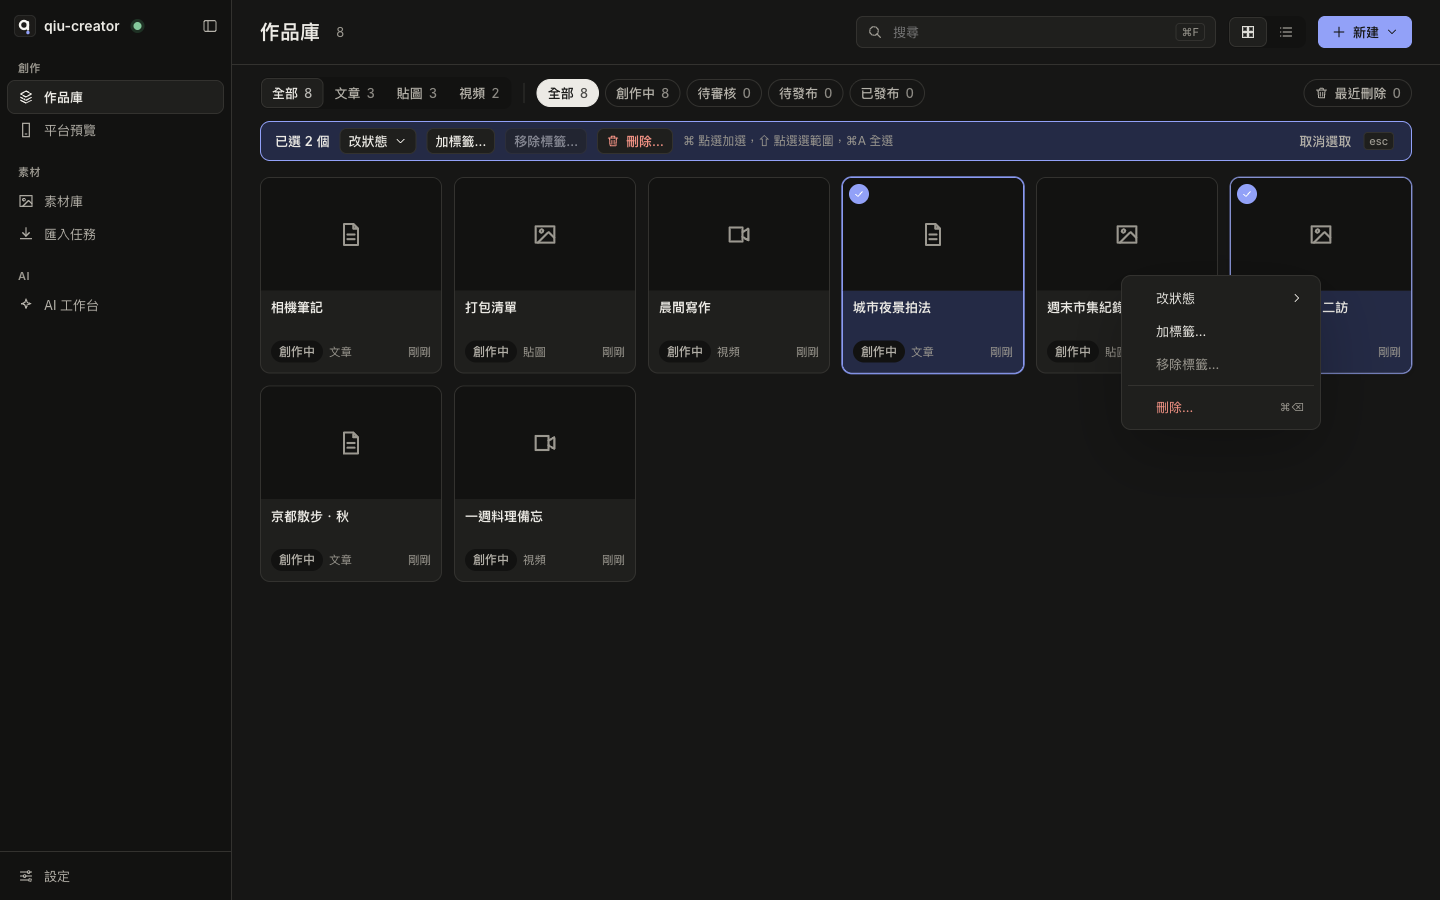 qiu-creator
創作
作品庫
平台預覽
素材
素材庫
匯入任務
AI
AI 工作台
設定
作品庫 8
搜尋 ⌘F
新建
全部 8 文章 3 貼圖 3 視頻 2 全部 8 創作中 8 待審核 0 待發布 0 已發布 0 最近刪除 0
已選 2 個 改狀態 加標籤... 移除標籤... 刪除... ⌘ 點選加選，⇧ 點選選範圍，⌘A 全選 取消選取 esc
相機筆記
創作中 文章 剛剛
打包清單
創作中 貼圖 剛剛
晨間寫作
創作中 視頻 剛剛
城市夜景拍法
創作中 文章 剛剛
週末市集紀錄
創作中
二訪
剛剛
改狀態
加標籤...
移除標籤...
刪除... ⌘⌫
京都散步 · 秋
創作中 文章 剛剛
一週料理備忘
創作中 視頻 剛剛